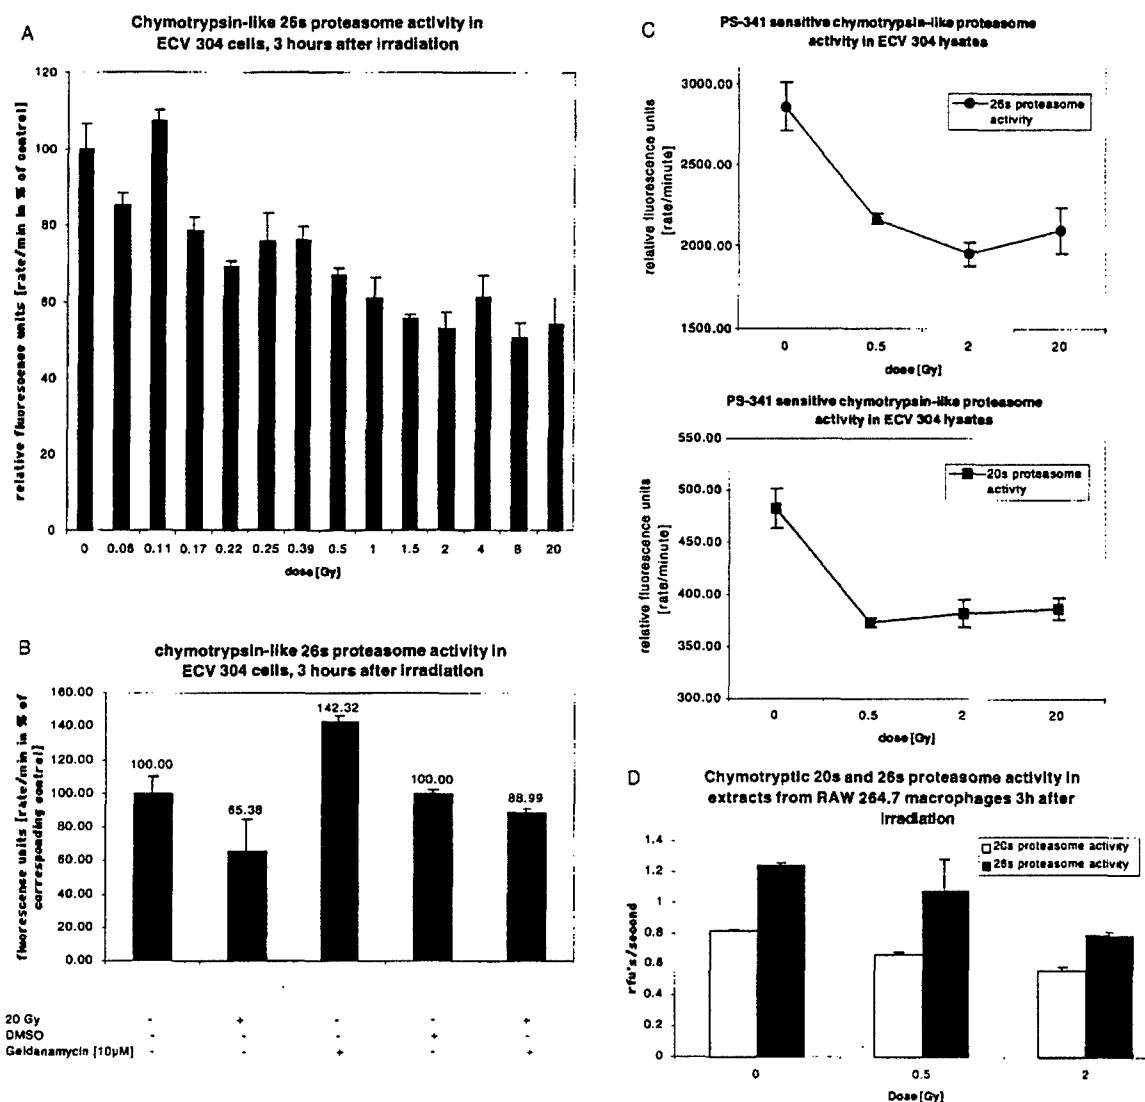 A
Chymotrypsin-like 26s proteasome activity in
ECV 304 cells, 3 hours after irradiation
relative fluorescence units [rate/min in % of control]
120
100
80
60
40
20
0
0 0.06 0.11 0.17 0.22 0.25 0.39 0.5 1 1.5 2 4 8 20
dose [Gy]
B
chymotrypsin-like 26s proteasome activity in
ECV 304 cells, 3 hours after irradiation
fluorescense units [rate/min in % of
corresponding control]
160.00
140.00
120.00
100.00
80.00
60.00
40.00
20.00
0.00
100.00
65.38
142.32
100.00
88.99
20 Gy - + - - +
DMSO - - - + -
Geldanamycin [10µM] - - + - +
C
PS-341 sensitive chymotrypsin-like proteasome
activity in ECV 304 lysates
relative fluorescence units
[rate/minute]
3000.00
2500.00
2000.00
1500.00
26s proteasome
activity
0 0.5 2 20
dose [Gy]
PS-341 sensitive chymotrypsin-like proteasome
activity in ECV 304 lysates
relative fluorescence units
[rate/minute]
550.00
500.00
450.00
400.00
350.00
300.00
20s proteasome
activty
0 0.5 2 20
dose [Gy]
D
Chymotryptic 20s and 26s proteasome activity in
extracts from RAW 264.7 macrophages 3h after
irradiation
rfu's/second
1.4
1.2
1
0.8
0.6
0.4
0.2
0
20s proteasome activity
26s proteasome activity
0 0.5 2
Dose [Gy]